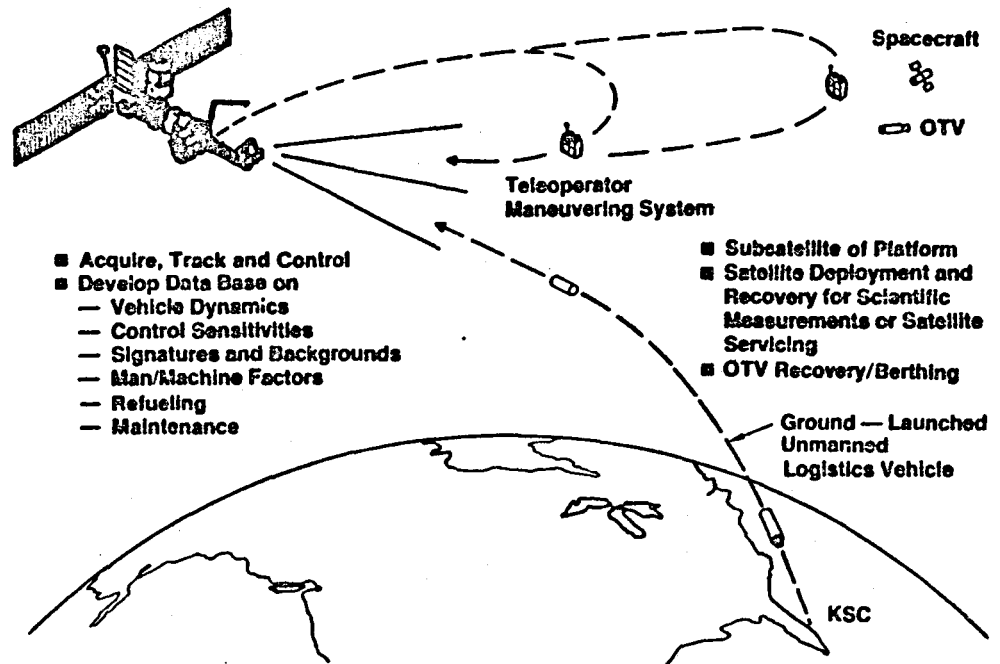 Spacecraft
OTV
Teleoperator
Maneuvering System
■ Acquire, Track and Control
■ Develop Data Base on
— Vehicle Dynamics
— Control Sensitivities
— Signatures and Backgrounds
— Man/Machine Factors
— Refueling
— Maintenance
■ Subsatellite of Platform
■ Satellite Deployment and
Recovery for Scientific
Measurements or Satellite
Servicing
■ OTV Recovery/Berthing
Ground — Launched
Unmanned
Logistics Vehicle
KSC